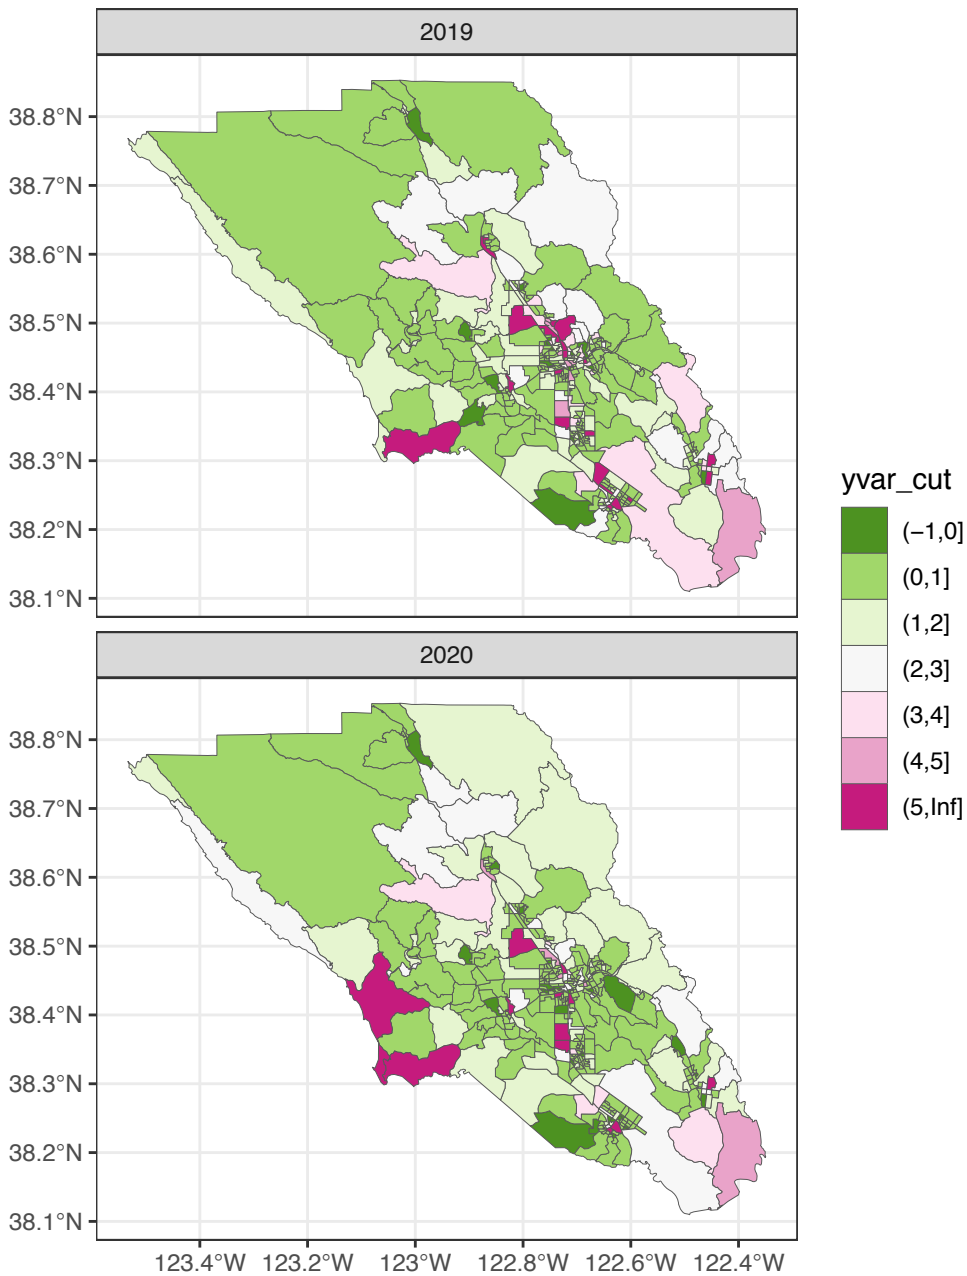 2019
38.8°N
38.7°N
38.6°N
38.5°N
38.4°N
38.3°N
38.2°N
38.1°N
yvar_cut
(−1,0]
(0,1]
(1,2]
(2,3]
(3,4]
(4,5]
(5,Inf]
2020
38.8°N
38.7°N
38.6°N
38.5°N
38.4°N
38.3°N
38.2°N
38.1°N
123.4°W 123.2°W 123°W 122.8°W 122.6°W 122.4°W